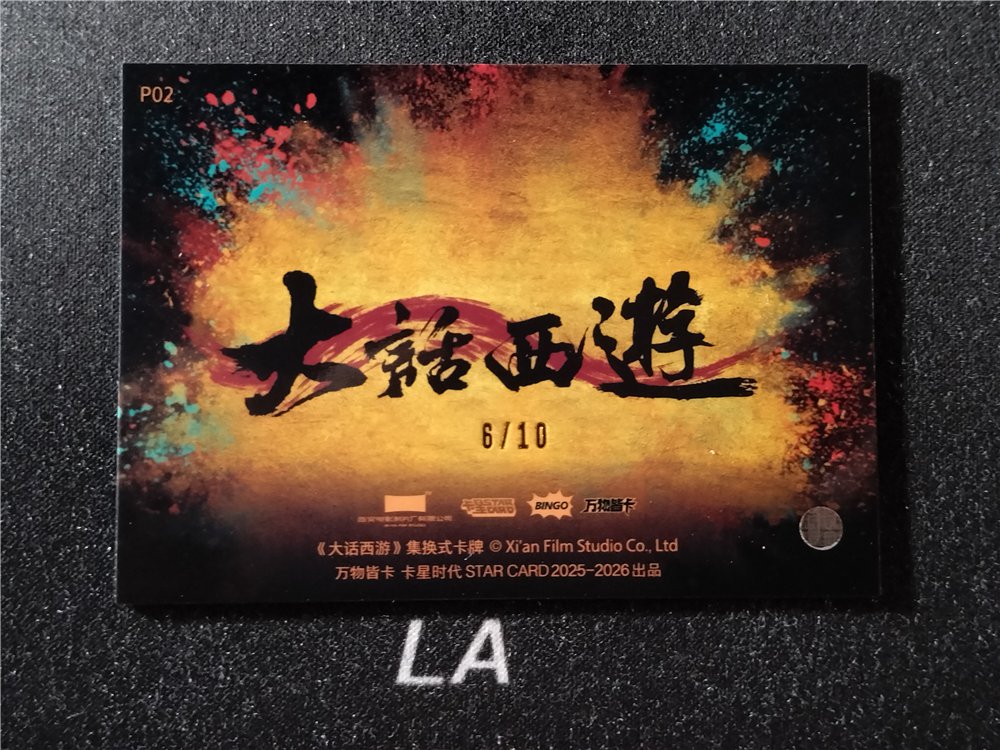 P02
大話西遊
6/10
BINGO 万物皆卡
《大话西游》集换式卡牌 © Xi'an Film Studio Co., Ltd
万物皆卡 卡星时代 STAR CARD 2025-2026 出品
LA